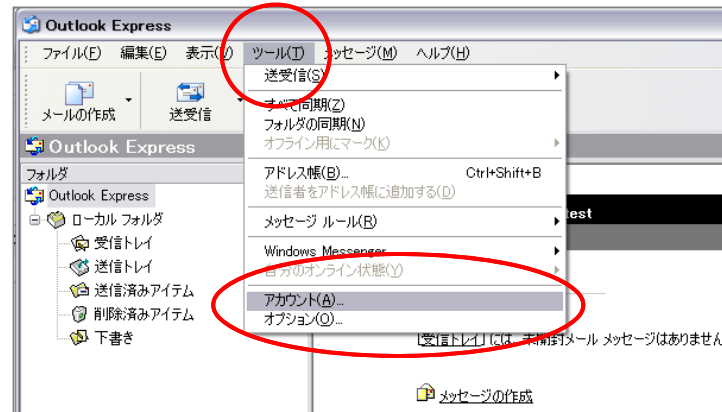 Outlook Express
ファイル(F) 編集(E) 表示(V) ツール(T) メッセージ(M) ヘルプ(H)
メールの作成 送受信
Outlook Express
フォルダ
Outlook Express
ローカル フォルダ
受信トレイ
送信トレイ
送信済みアイテム
削除済みアイテム
下書き
送受信(S)
すべて同期(Z)
フォルダの同期(N)
オフライン用にマーク(K)
アドレス帳(B)... Ctrl+Shift+B
送信者をアドレス帳に追加する(D)
メッセージ ルール(R)
Windows Messenger
自分のオンライン状態(Y)
アカウント(A)...
オプション(O)...
test
[受信トレイ] には、未開封メール メッセージはありません
メッセージの作成